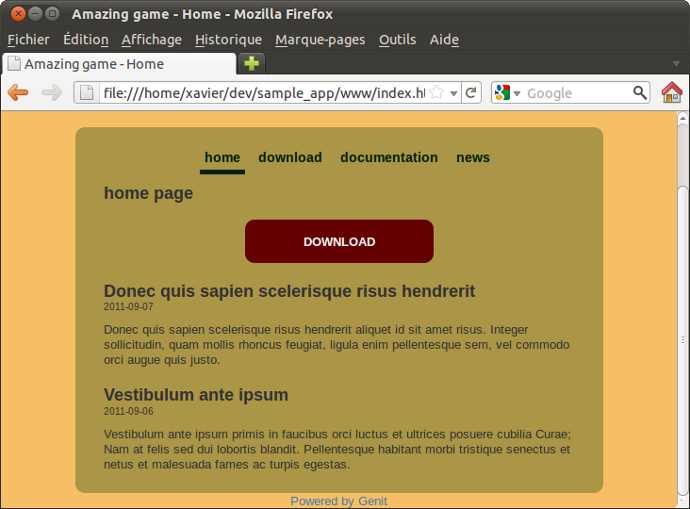 Amazing game - Home - Mozilla Firefox
Fichier Édition Affichage Historique Marque-pages Outils Aide
Amazing game - Home
file:///home/xavier/dev/sample_app/www/index.h Google
home download documentation news
home page
DOWNLOAD
Donec quis sapien scelerisque risus hendrerit
2011-09-07
Donec quis sapien scelerisque risus hendrerit aliquet id sit amet risus. Integer
sollicitudin, quam mollis rhoncus feugiat, ligula enim pellentesque sem, vel commodo
orci augue quis justo.
Vestibulum ante ipsum
2011-09-06
Vestibulum ante ipsum primis in faucibus orci luctus et ultrices posuere cubilia Curae;
Nam at felis sed dui lobortis blandit. Pellentesque habitant morbi tristique senectus et
netus et malesuada fames ac turpis egestas.
Powered by Genit